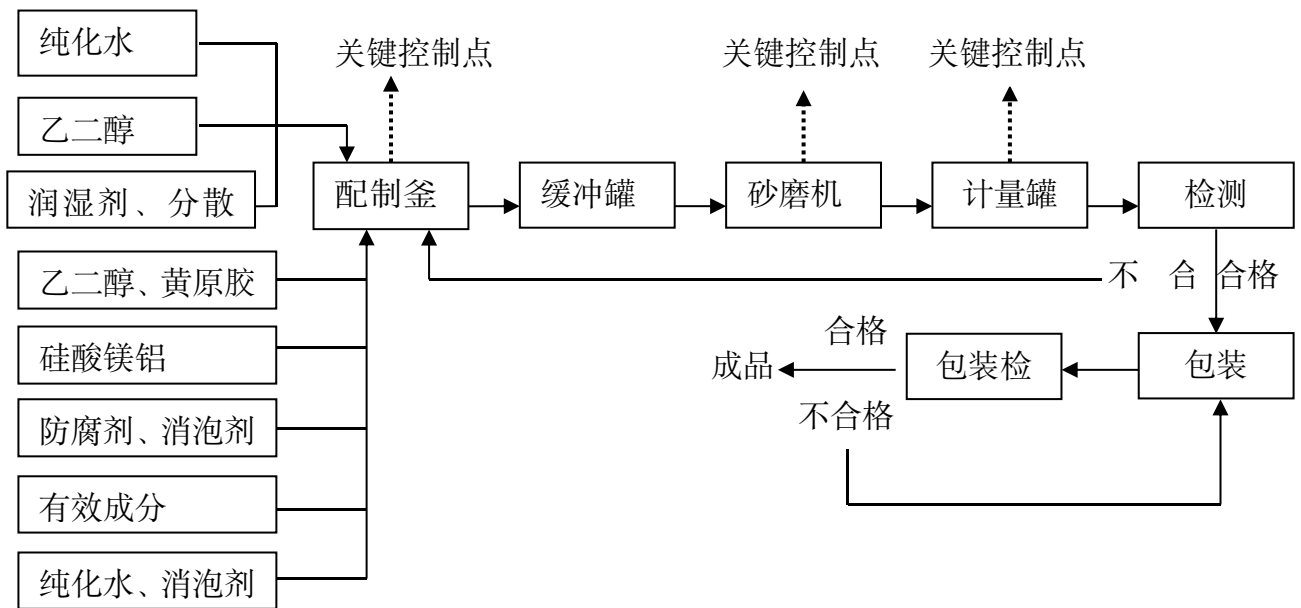 纯化水
关键控制点
关键控制点
关键控制点
乙二醇
润湿剂、分散
配制釜
缓冲罐
砂磨机
计量罐
检测
乙二醇、黄原胶
不 合
合格
硅酸镁铝
合格
成品
包装检
包装
防腐剂、消泡剂
不合格
有效成分
纯化水、消泡剂